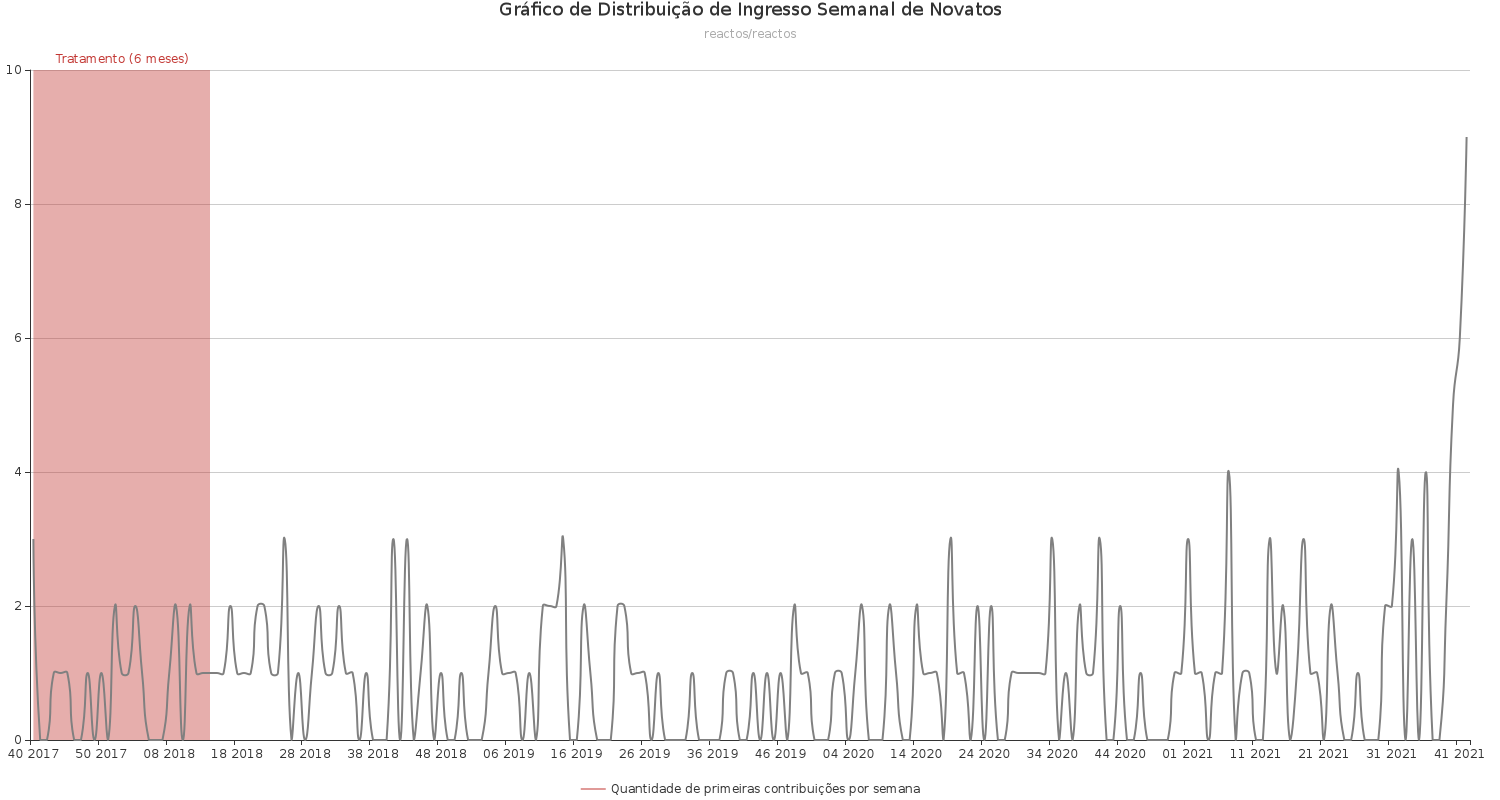 Gráfico de Distribuição de Ingresso Semanal de Novatos
reactos/reactos
Tratamento (6 meses)
10
8
6
4
2
0
40 2017 50 2017 08 2018 18 2018 28 2018 38 2018 48 2018 06 2019 16 2019 26 2019 36 2019 46 2019 04 2020 14 2020 24 2020 34 2020 44 2020 01 2021 11 2021 21 2021 31 2021 41 2021
Quantidade de primeiras contribuições por semana